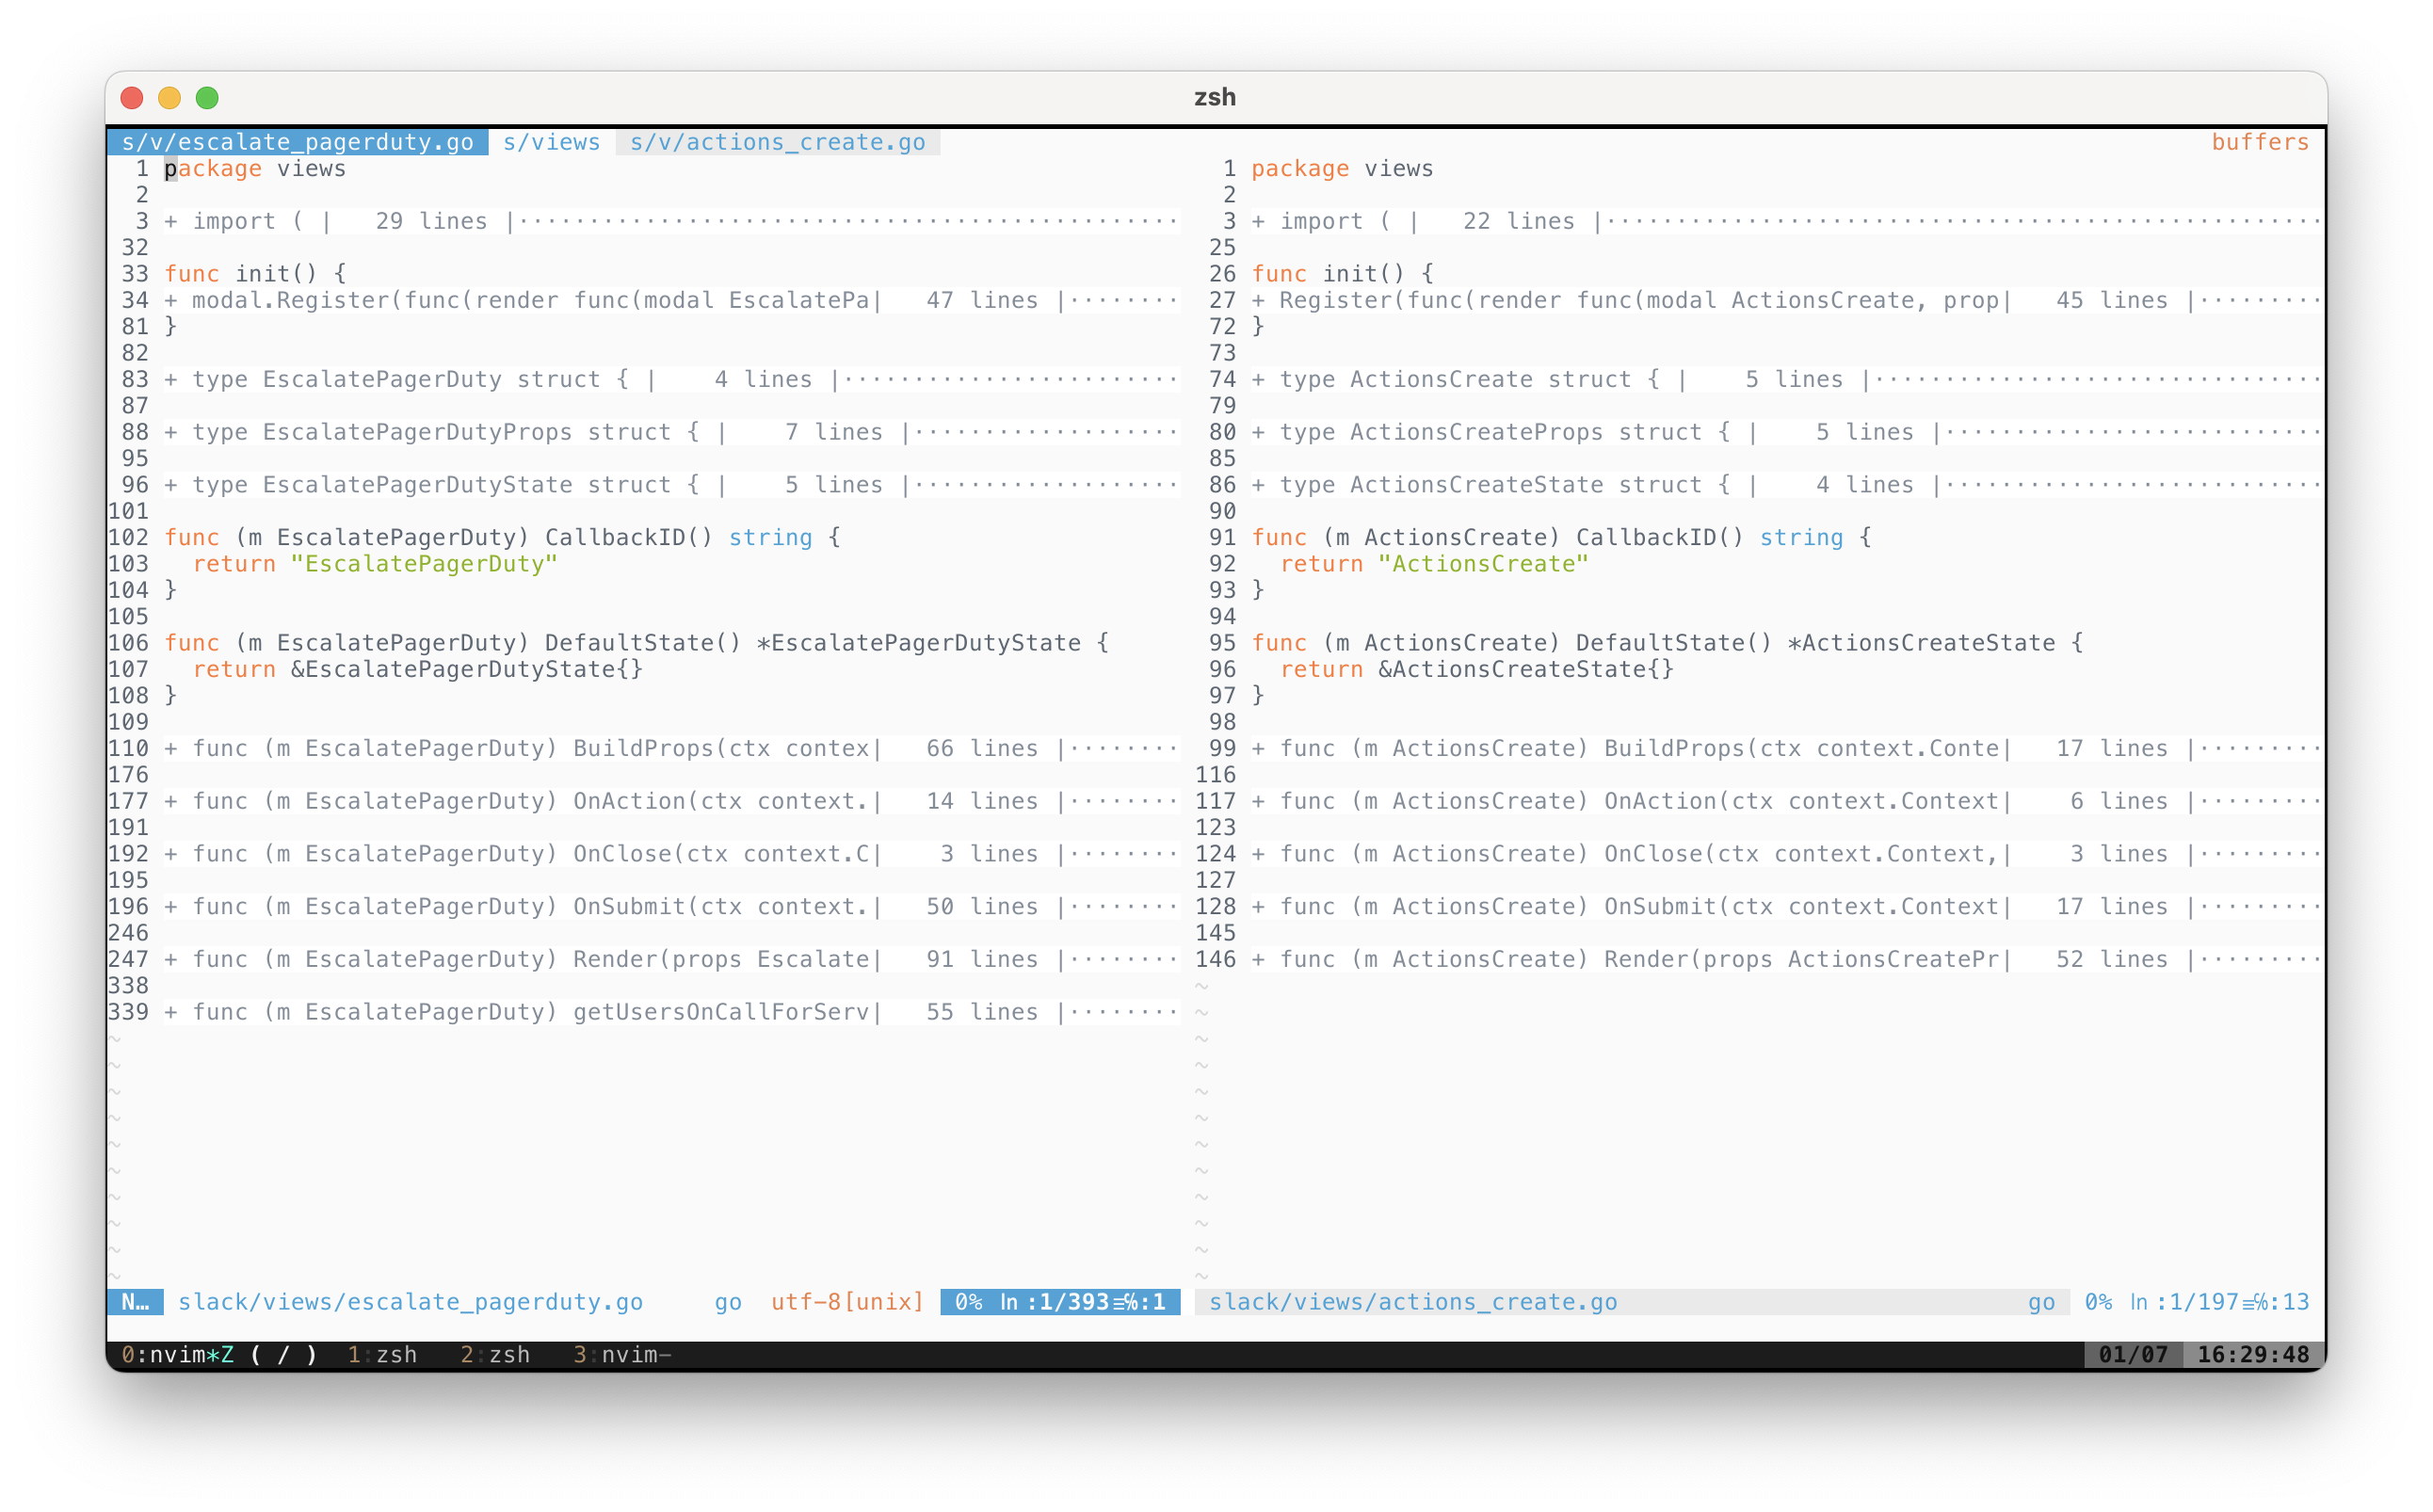 zsh
s/v/escalate_pagerduty.go s/views s/v/actions_create.go buffers
1 package views
2
3 + import ( | 29 lines |
32
33 func init() {
34 + modal.Register(func(render func(modal EscalatePa| 47 lines |
81 }
82
83 + type EscalatePagerDuty struct { | 4 lines |
87
88 + type EscalatePagerDutyProps struct { | 7 lines |
95
96 + type EscalatePagerDutyState struct { | 5 lines |
101
102 func (m EscalatePagerDuty) CallbackID() string {
103 return "EscalatePagerDuty"
104 }
105
106 func (m EscalatePagerDuty) DefaultState() *EscalatePagerDutyState {
107 return &EscalatePagerDutyState{}
108 }
109
110 + func (m EscalatePagerDuty) BuildProps(ctx contex| 66 lines |
176
177 + func (m EscalatePagerDuty) OnAction(ctx context.| 14 lines |
191
192 + func (m EscalatePagerDuty) OnClose(ctx context.C| 3 lines |
195
196 + func (m EscalatePagerDuty) OnSubmit(ctx context.| 50 lines |
246
247 + func (m EscalatePagerDuty) Render(props Escalate| 91 lines |
338
339 + func (m EscalatePagerDuty) getUsersOnCallForServ| 55 lines |
N… slack/views/escalate_pagerduty.go go utf-8[unix] 0% ln :1/393≡℅:1
1 package views
2
3 + import ( | 22 lines |
25
26 func init() {
27 + Register(func(render func(modal ActionsCreate, prop| 45 lines |
72 }
73
74 + type ActionsCreate struct { | 5 lines |
79
80 + type ActionsCreateProps struct { | 5 lines |
85
86 + type ActionsCreateState struct { | 4 lines |
90
91 func (m ActionsCreate) CallbackID() string {
92 return "ActionsCreate"
93 }
94
95 func (m ActionsCreate) DefaultState() *ActionsCreateState {
96 return &ActionsCreateState{}
97 }
98
99 + func (m ActionsCreate) BuildProps(ctx context.Conte| 17 lines |
116
117 + func (m ActionsCreate) OnAction(ctx context.Context| 6 lines |
123
124 + func (m ActionsCreate) OnClose(ctx context.Context,| 3 lines |
127
128 + func (m ActionsCreate) OnSubmit(ctx context.Context| 17 lines |
145
146 + func (m ActionsCreate) Render(props ActionsCreatePr| 52 lines |
slack/views/actions_create.go go 0% ln :1/197≡℅:13
0:nvim*Z ( / ) 1:zsh 2:zsh 3:nvim- 01/07 16:29:48